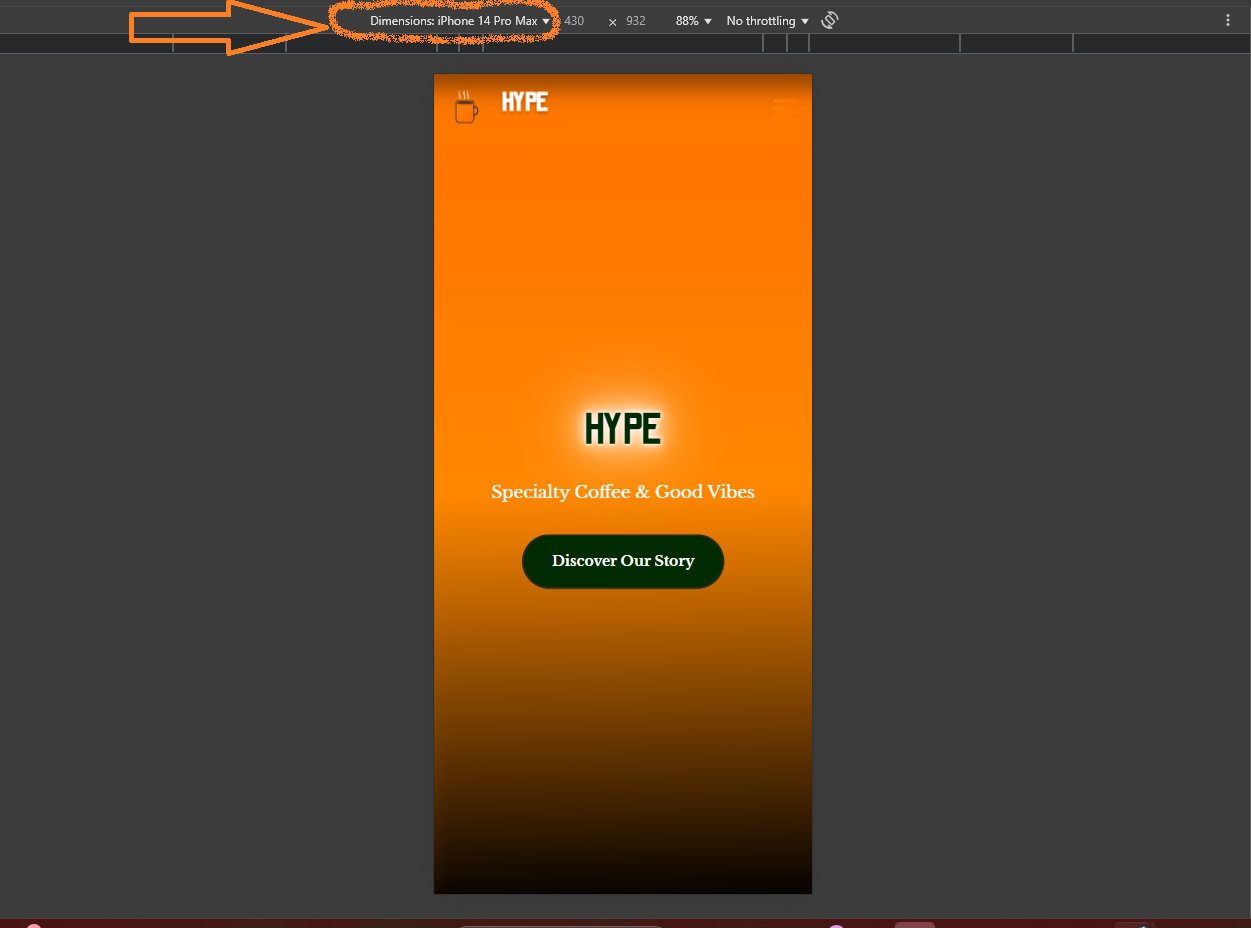 Dimensions: iPhone 14 Pro Max 430 × 932 88% No throttling
HYPE
HYPE
Specialty Coffee & Good Vibes
Discover Our Story